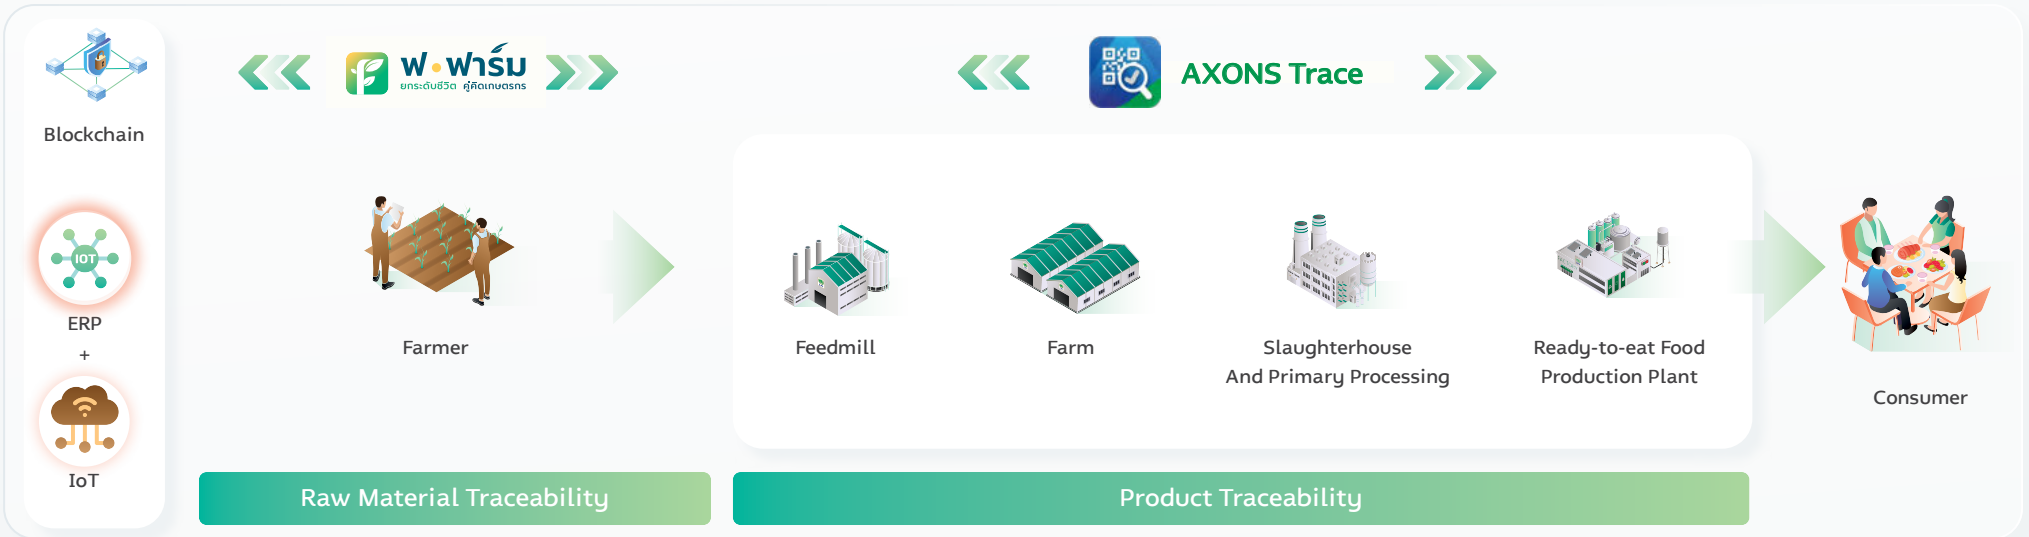 Blockchain
IOT
ERP
+
IoT
ฟ•ฟาร์ม
ยกระดับชีวิต คู่คิดเกษตรกร
AXONS Trace
Farmer
Feedmill
Farm
Slaughterhouse
And Primary Processing
Ready-to-eat Food
Production Plant
Consumer
Raw Material Traceability
Product Traceability